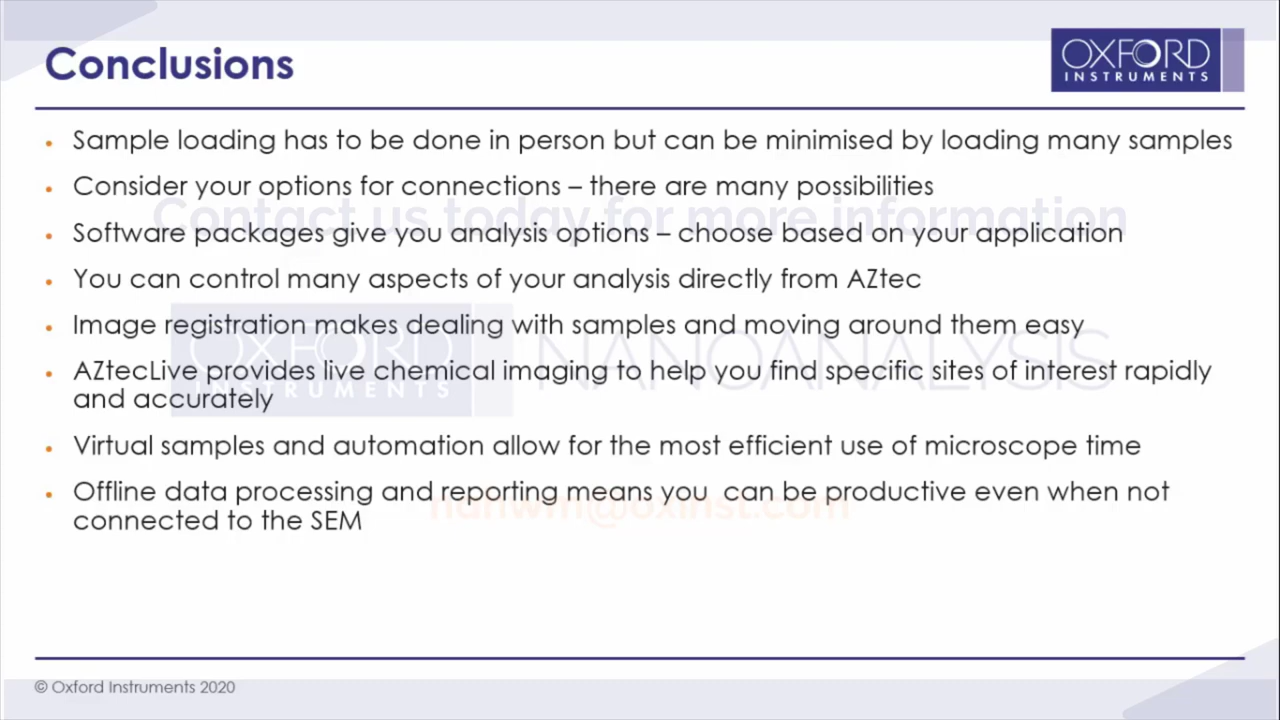 Conclusions
OXFORD
INSTRUMENTS
• Sample loading has to be done in person but can be minimised by loading many samples
• Consider your options for connections – there are many possibilities
Contact us today for more information
• Software packages give you analysis options – choose based on your application
• You can control many aspects of your analysis directly from AZtec
• Image registration makes dealing with samples and moving around them easy
OXFORD
INSTRUMENTS
NANOANALYSIS
• AZtecLive provides live chemical imaging to help you find specific sites of interest rapidly
and accurately
• Virtual samples and automation allow for the most efficient use of microscope time
• Offline data processing and reporting means you  can be productive even when not
connected to the SEM
© Oxford Instruments 2020